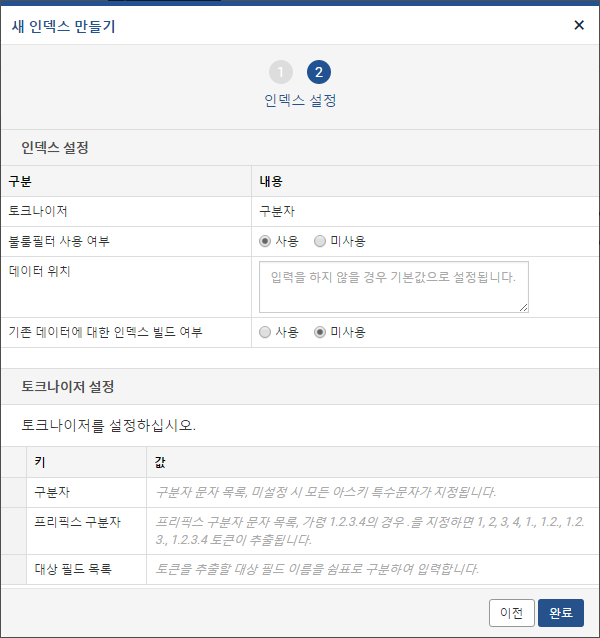 새 인덱스 만들기 ✕
1 2
인덱스 설정
인덱스 설정
구분 내용
토크나이저 구분자
블룸필터 사용 여부 사용 미사용
데이터 위치 입력을 하지 않을 경우 기본값으로 설정됩니다.
기존 데이터에 대한 인덱스 빌드 여부 사용 미사용
토크나이저 설정
토크나이저를 설정하십시오.
키 값
구분자 구분자 문자 목록, 미설정 시 모든 아스키 특수문자가 지정됩니다.
프리픽스 구분자 프리픽스 구분자 문자 목록, 가령 1.2.3.4의 경우 .을 지정하면 1, 2, 3, 4, 1., 1.2., 1.2.
3., 1.2.3.4 토큰이 추출됩니다.
대상 필드 목록 토큰을 추출할 대상 필드 이름을 쉼표로 구분하여 입력합니다.
이전 완료